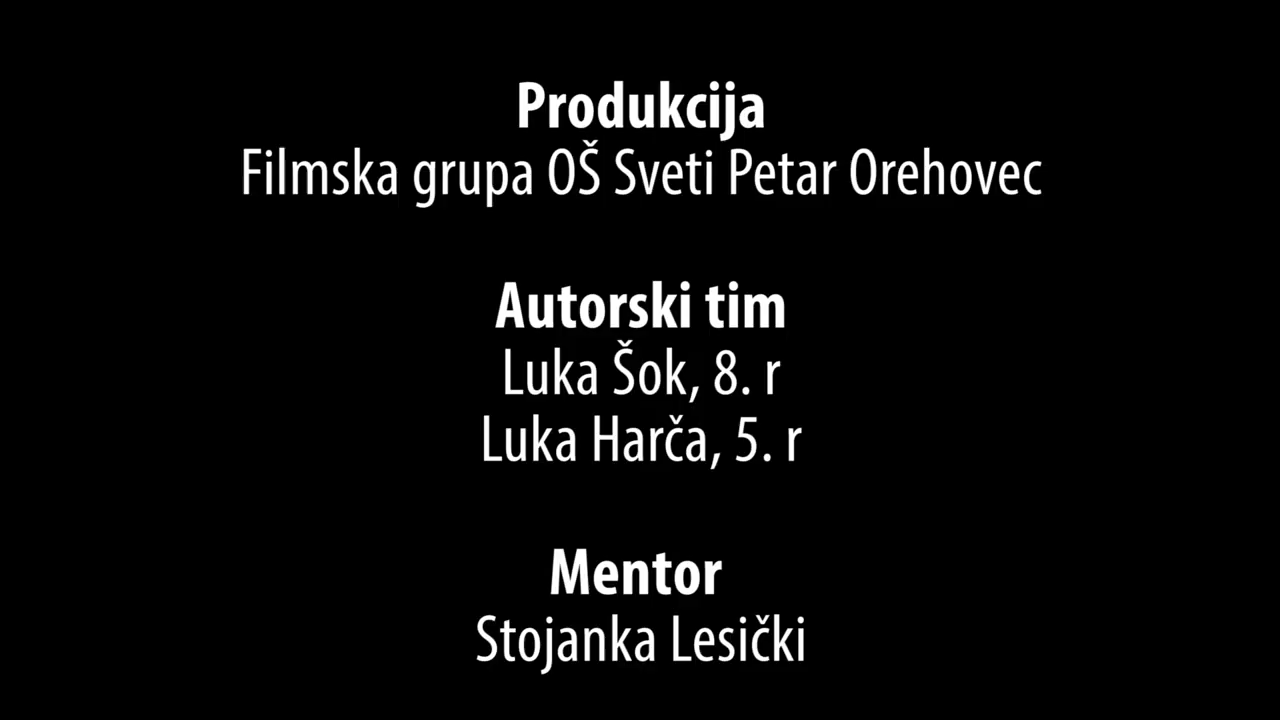 Produkcija
Filmska grupa OŠ Sveti Petar Orehovec
Autorski tim
Luka Šok, 8. r
Luka Harča, 5. r
Mentor
Stojanka Lesički